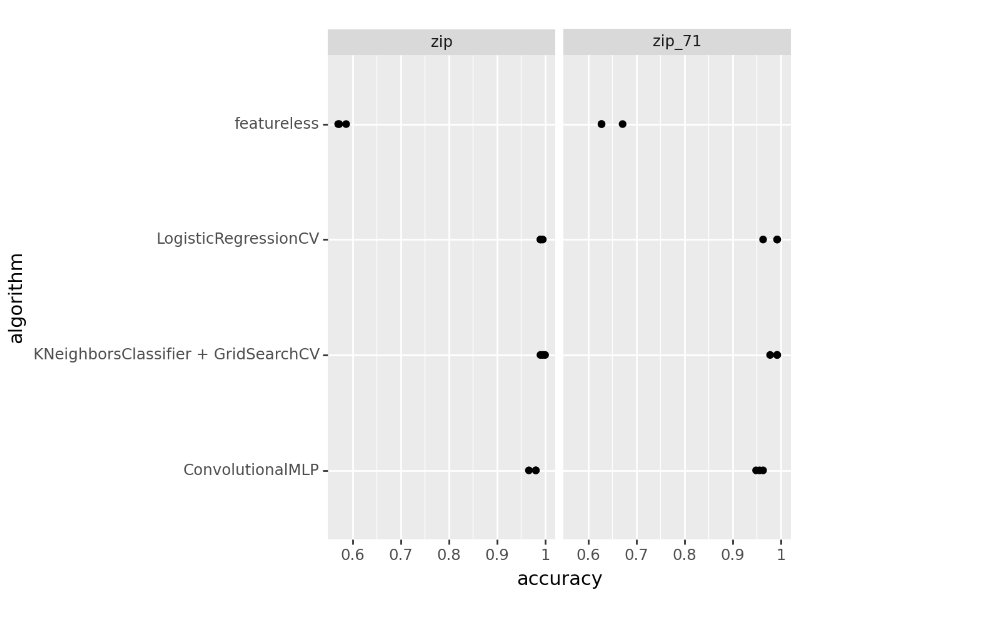 zip zip_71
featureless
LogisticRegressionCV
KNeighborsClassifier + GridSearchCV
ConvolutionalMLP
algorithm
0.6 0.7 0.8 0.9 1 0.6 0.7 0.8 0.9 1
accuracy